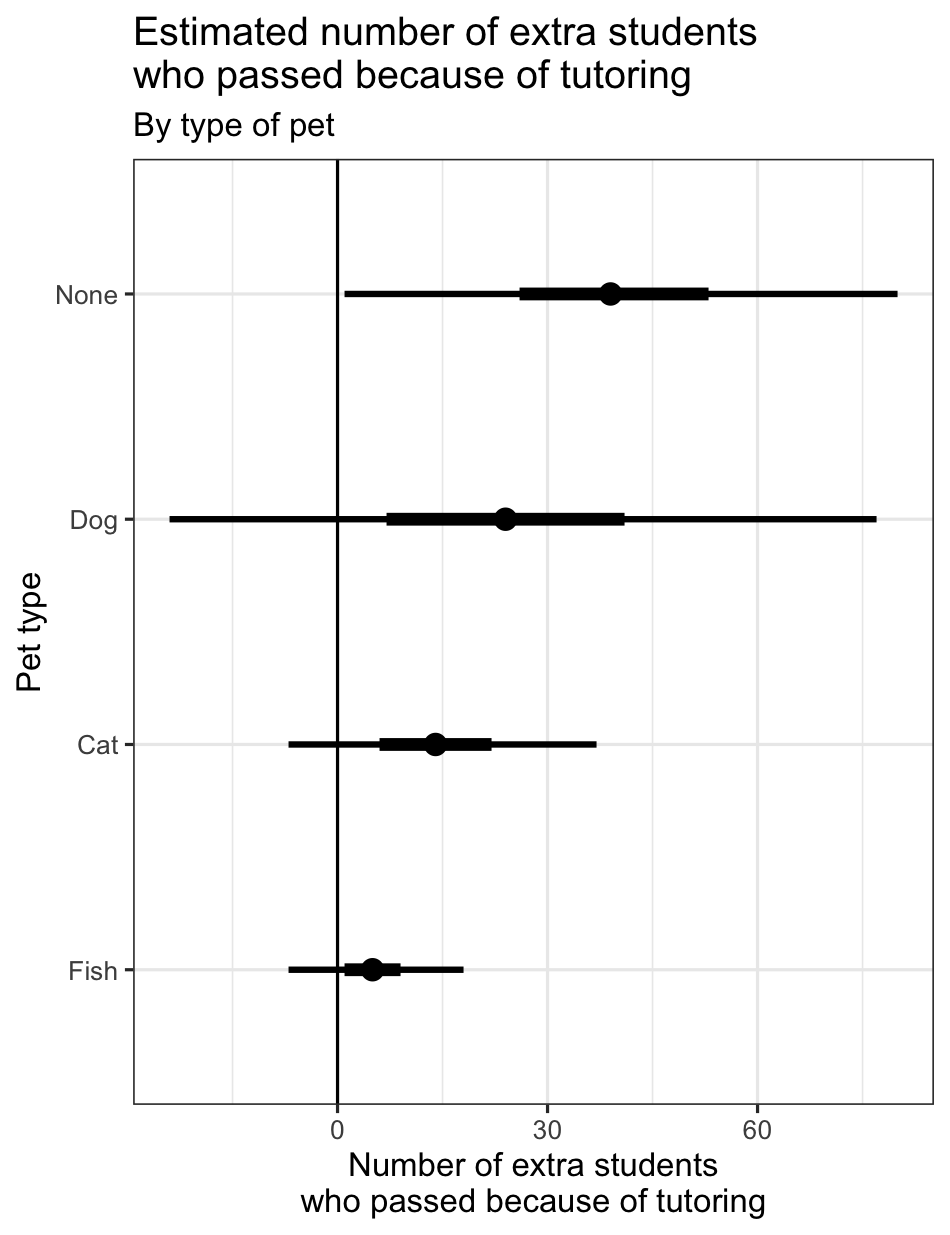 Estimated number of extra students
who passed because of tutoring
By type of pet
None
Dog
Cat
Fish
Pet type
0 30 60
Number of extra students
who passed because of tutoring